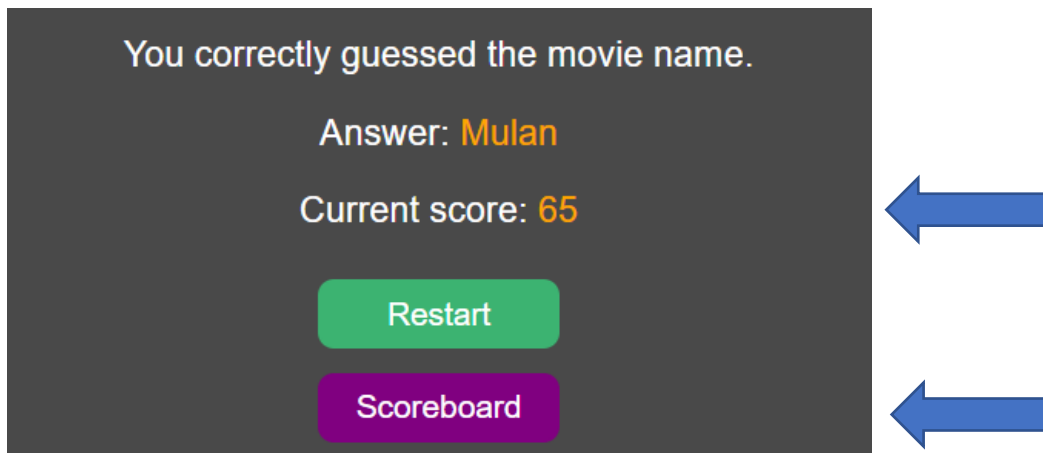 You correctly guessed the movie name.
Answer: Mulan
Current score: 65
Restart
Scoreboard